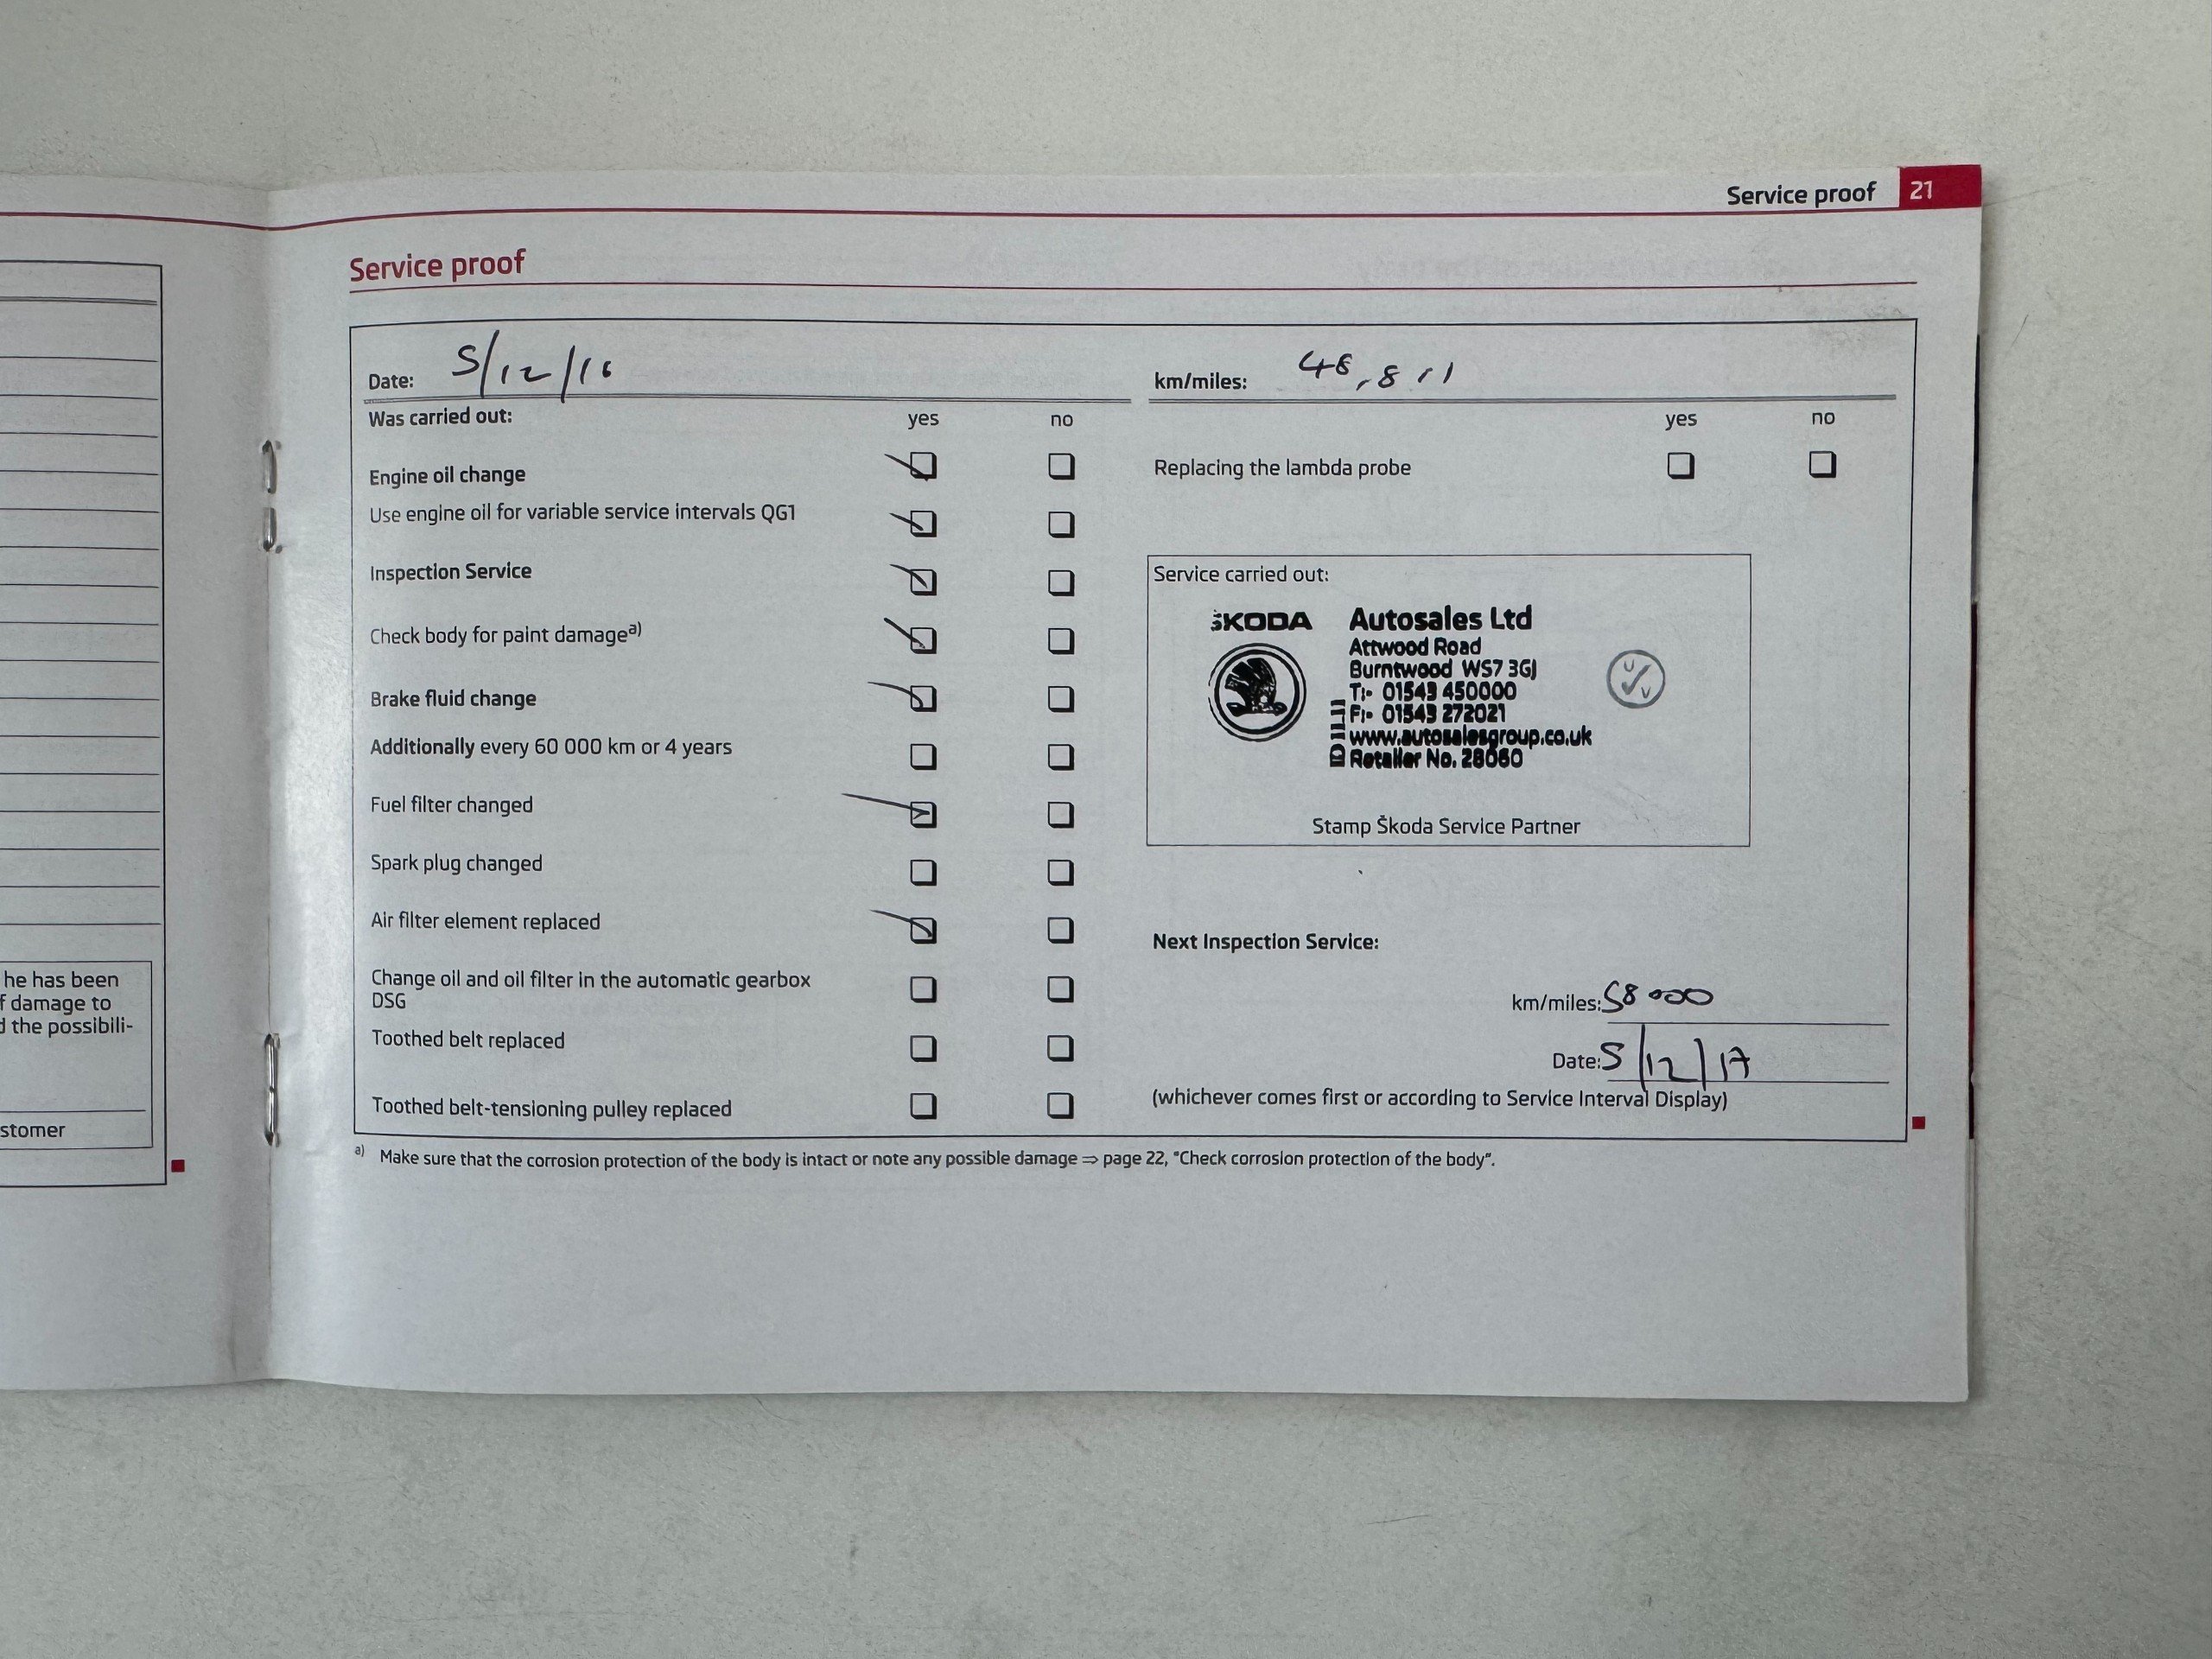 Service proof 21
Service proof
Date: 5/12/16
km/miles: 48,811
Was carried out: yes no
yes no
Engine oil change
Replacing the lambda probe
Use engine oil for variable service intervals QG1
Inspection Service
Check body for paint damagea)
Brake fluid change
Additionally every 60 000 km or 4 years
Fuel filter changed
Spark plug changed
Air filter element replaced
Change oil and oil filter in the automatic gearbox
DSG
Toothed belt replaced
Toothed belt-tensioning pulley replaced
Service carried out:
ŠKODA
Autosales Ltd
Attwood Road
Burntwood WS7 3GJ
T:- 01543 450000
F:- 01543 272021
www.autosalesgroup.co.uk
Retailer No. 28060
Stamp Škoda Service Partner
Next Inspection Service:
km/miles: 58000
Date: 5/12/17
(whichever comes first or according to Service Interval Display)
a) Make sure that the corrosion protection of the body is intact or note any possible damage ⇒ page 22, "Check corrosion protection of the body".
he has been
f damage to
d the possibili-
stomer